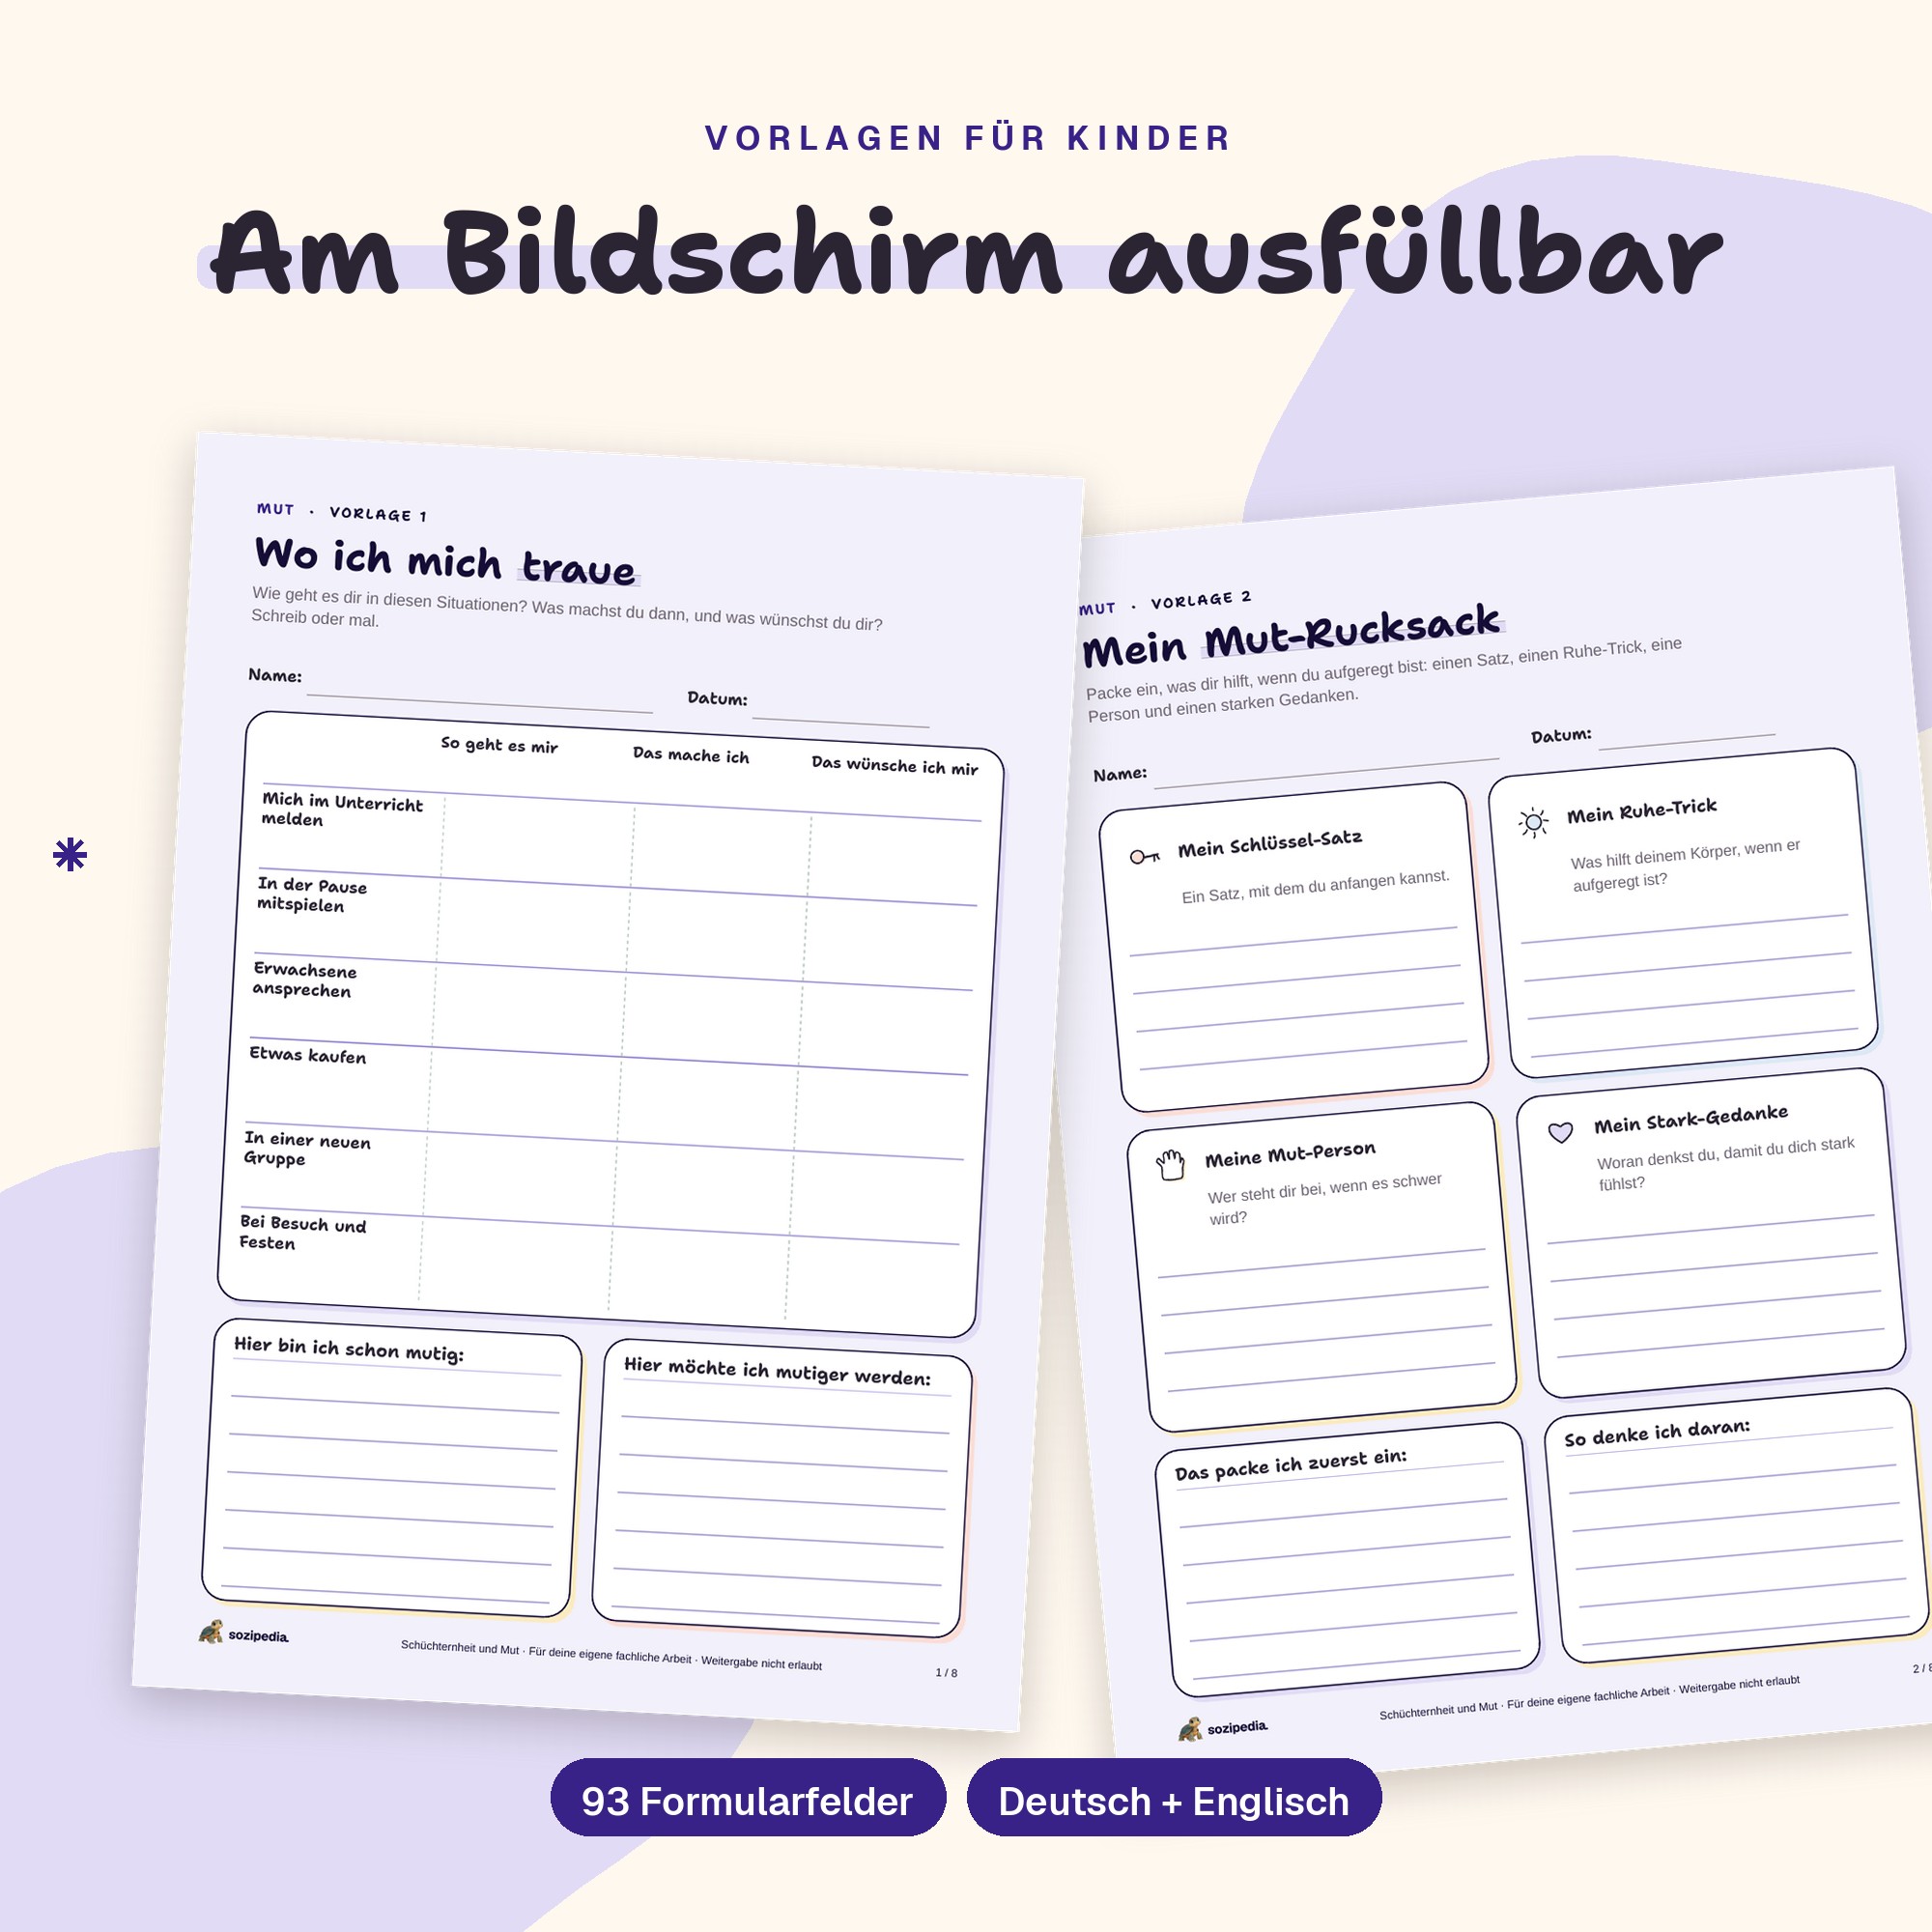 VORLAGEN FÜR KINDER
Am Bildschirm ausfüllbar
MUT · VORLAGE 1
Wo ich mich traue
Wie geht es dir in diesen Situationen? Was machst du dann, und was wünschst du dir?
Schreib oder mal.
Name:
Datum:
So geht es mir
Das mache ich
Das wünsche ich mir
Mich im Unterricht
melden
In der Pause
mitspielen
Erwachsene
ansprechen
Etwas kaufen
In einer neuen
Gruppe
Bei Besuch und
Festen
Hier bin ich schon mutig:
Hier möchte ich mutiger werden:
sozipedia.
Schüchternheit und Mut · Für deine eigene fachliche Arbeit · Weitergabe nicht erlaubt
1 / 8
MUT · VORLAGE 2
Mein Mut-Rucksack
Packe ein, was dir hilft, wenn du aufgeregt bist: einen Satz, einen Ruhe-Trick, eine
Person und einen starken Gedanken.
Name:
Datum:
Mein Schlüssel-Satz
Ein Satz, mit dem du anfangen kannst.
Mein Ruhe-Trick
Was hilft deinem Körper, wenn er
aufgeregt ist?
Meine Mut-Person
Wer steht dir bei, wenn es schwer
wird?
Mein Stark-Gedanke
Woran denkst du, damit du dich stark
fühlst?
Das packe ich zuerst ein:
So denke ich daran:
sozipedia.
Schüchternheit und Mut · Für deine eigene fachliche Arbeit · Weitergabe nicht erlaubt
2 / 8
93 Formularfelder
Deutsch + Englisch